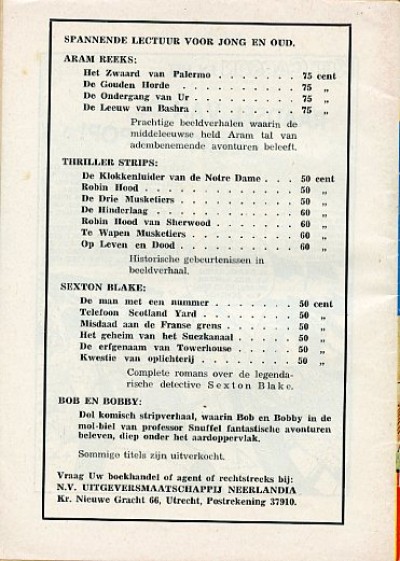 SPANNENDE LECTUUR VOOR JONG EN OUD.
ARAM REEKS:
Het Zwaard van Palermo . . . . . . . 75 cent
De Gouden Horde . . . . . . . . . 75 „
De Ondergang van Ur . . . . . . . . 75 „
De Leeuw van Bashra . . . . . . . . 75 „
Prachtige beeldverhalen waarin de
middeleeuwse held Aram tal van
adembenemende avonturen beleeft.
THRILLER STRIPS:
De Klokkenluider van de Notre Dame . . . 50 cent
Robin Hood . . . . . . . . . . . . 50 „
De Drie Musketiers . . . . . . . . . 50 „
De Hinderlaag . . . . . . . . . . . 60 „
Robin Hood van Sherwood . . . . . . . 60 „
Te Wapen Musketiers . . . . . . . . 60 „
Op Leven en Dood . . . . . . . . . . 60 „
Historische gebeurtenissen in
beeldverhaal.
SEXTON BLAKE:
De man met een nummer . . . . . . . 50 cent
Telefoon Scotland Yard . . . . . . . . 50 „
Misdaad aan de Franse grens . . . . . . 50 „
Het geheim van het Suezkanaal . . . . . 50 „
De erfgenaam van Towerhouse . . . . . . 50 „
Kwestie van oplichterij . . . . . . . . 50 „
Complete romans over de legenda-
rische detective Sexton Blake.
BOB EN BOBBY:
Dol komisch stripverhaal, waarin Bob en Bobby in de
mol-biel van professor Snuffel fantastische avonturen
beleven, diep onder het aardoppervlak.
Sommige titels zijn uitverkocht.
Vraag Uw boekhandel of agent of rechtstreeks bij:
N.V. UITGEVERSMAATSCHAPPIJ NEERLANDIA
Kr. Nieuwe Gracht 66, Utrecht, Postrekening 37910.